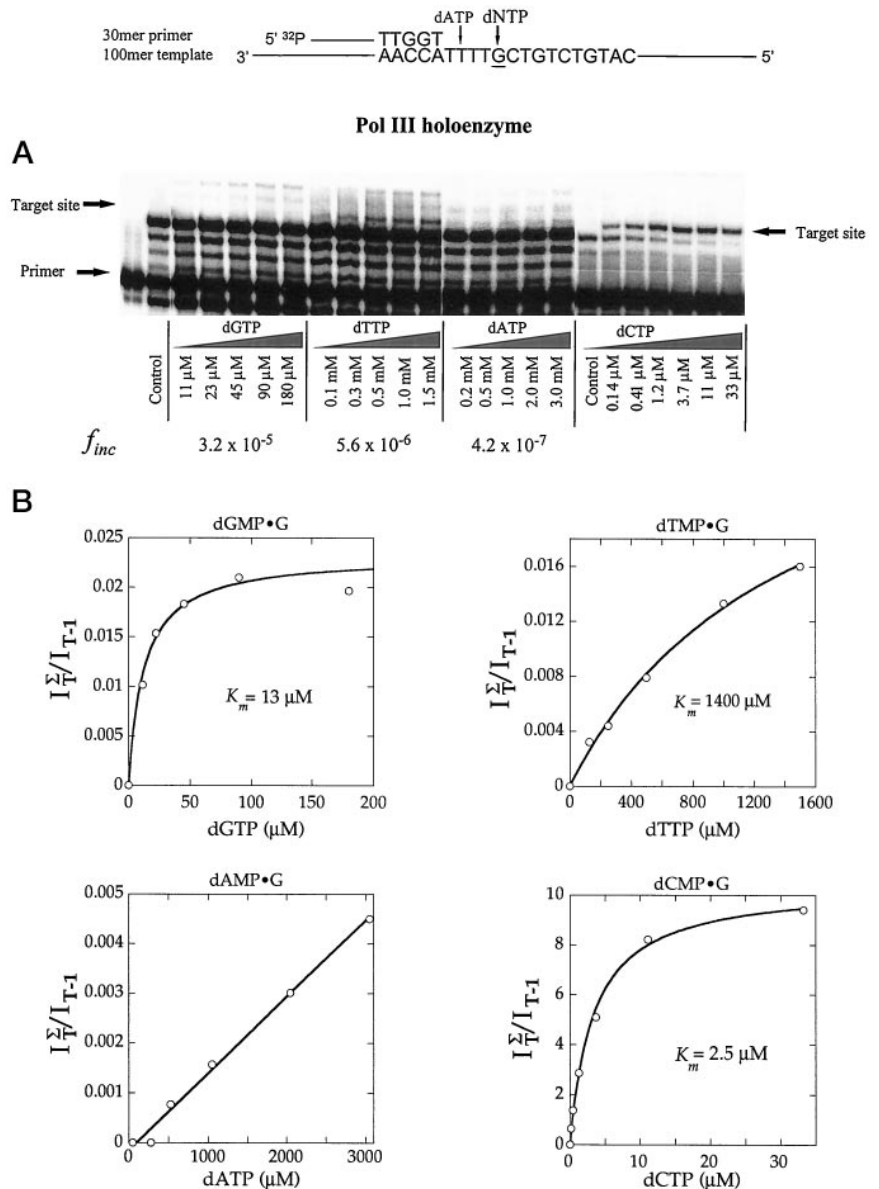 dATP dNTP
30mer primer 5' ³²P TTGGT
100mer template 3' AACCATTTTGCTGTCTGTAC 5'
Pol III holoenzyme
A
Target site
Target site
Primer
dGTP dTTP dATP dCTP
Control 11 µM 23 µM 45 µM 90 µM 180 µM 0.1 mM 0.3 mM 0.5 mM 1.0 mM 1.5 mM 0.2 mM 0.5 mM 1.0 mM 2.0 mM 3.0 mM Control 0.14 µM 0.41 µM 1.2 µM 3.7 µM 11 µM 33 µM
f_inc 3.2 x 10⁻⁵ 5.6 x 10⁻⁶ 4.2 x 10⁻⁷
B
dGMP•G
0.025
0.02
0.015
0.01
0.005
0
I Σ T / I T-1
K_m = 13 µM
0 50 100 150 200
dGTP (µM)
dTMP•G
0.016
0.012
0.008
0.004
0
I Σ T / I T-1
K_m = 1400 µM
0 400 800 1200 1600
dTTP (µM)
dAMP•G
0.005
0.004
0.003
0.002
0.001
0
I Σ T / I T-1
0 1000 2000 3000
dATP (µM)
dCMP•G
10
8
6
4
2
0
I Σ T / I T-1
K_m = 2.5 µM
0 10 20 30
dCTP (µM)